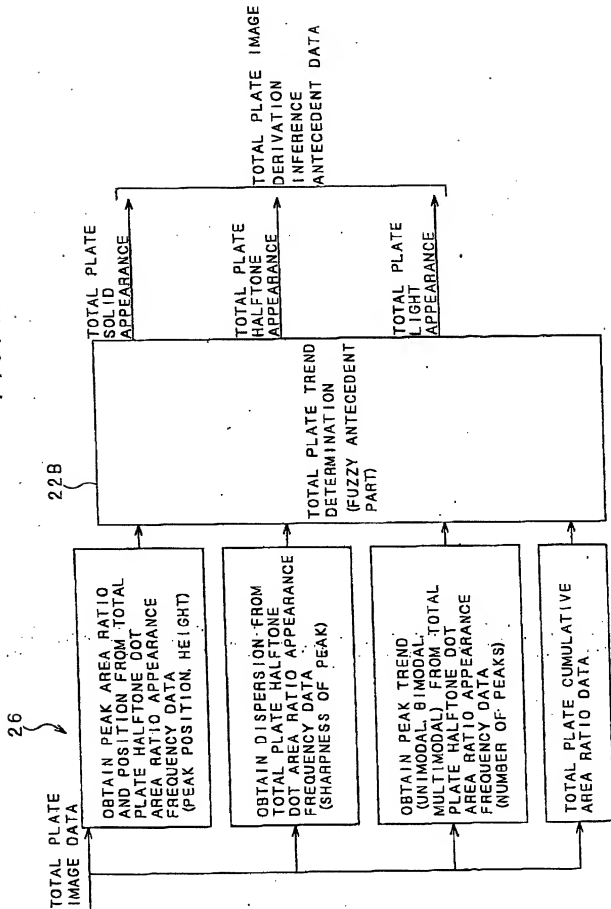 26
TOTAL PLATE
IMAGE DATA
OBTAIN PEAK AREA RATIO
AND POSITION FROM TOTAL
PLATE HALFTONE DOT
AREA RATIO APPEARANCE
FREQUENCY DATA
(PEAK POSITION, HEIGHT)
OBTAIN DISPERSION FROM
TOTAL PLATE HALFTONE
DOT AREA RATIO APPEARANCE
FREQUENCY DATA
(SHARPNESS OF PEAK)
OBTAIN PEAK TREND
(UNIMODAL, BIMODAL,
MULTIMODAL) FROM TOTAL
PLATE HALFTONE DOT
AREA RATIO APPEARANCE
FREQUENCY DATA
(NUMBER OF PEAKS)
TOTAL PLATE CUMULATIVE
AREA RATIO DATA
22B
TOTAL PLATE TREND
DETERMINATION
(FUZZY ANTECEDENT
PART)
TOTAL PLATE
SOLID
APPEARANCE
TOTAL PLATE
HALFTONE
APPEARANCE
TOTAL PLATE
LIGHT
APPEARANCE
TOTAL PLATE IMAGE
DERIVATION
INFERENCE
ANTECEDENT DATA